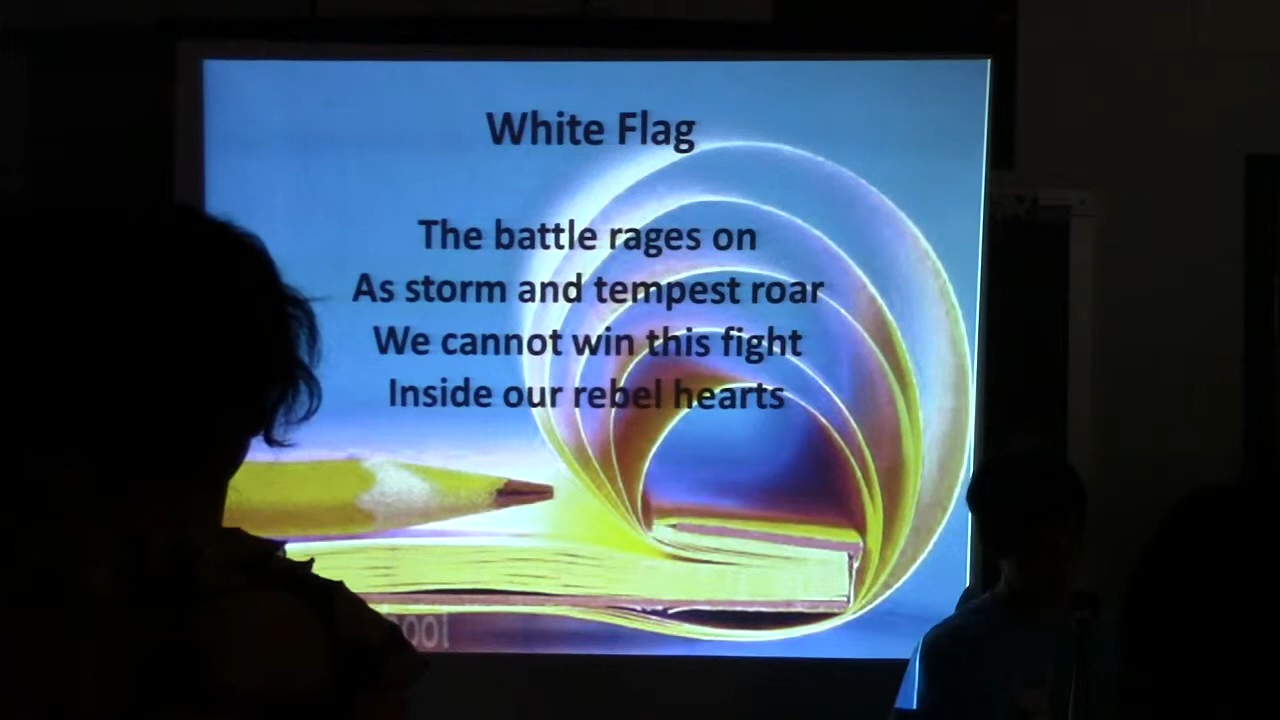 White Flag
The battle rages on
As storm and tempest roar
We cannot win this fight
Inside our rebel hearts